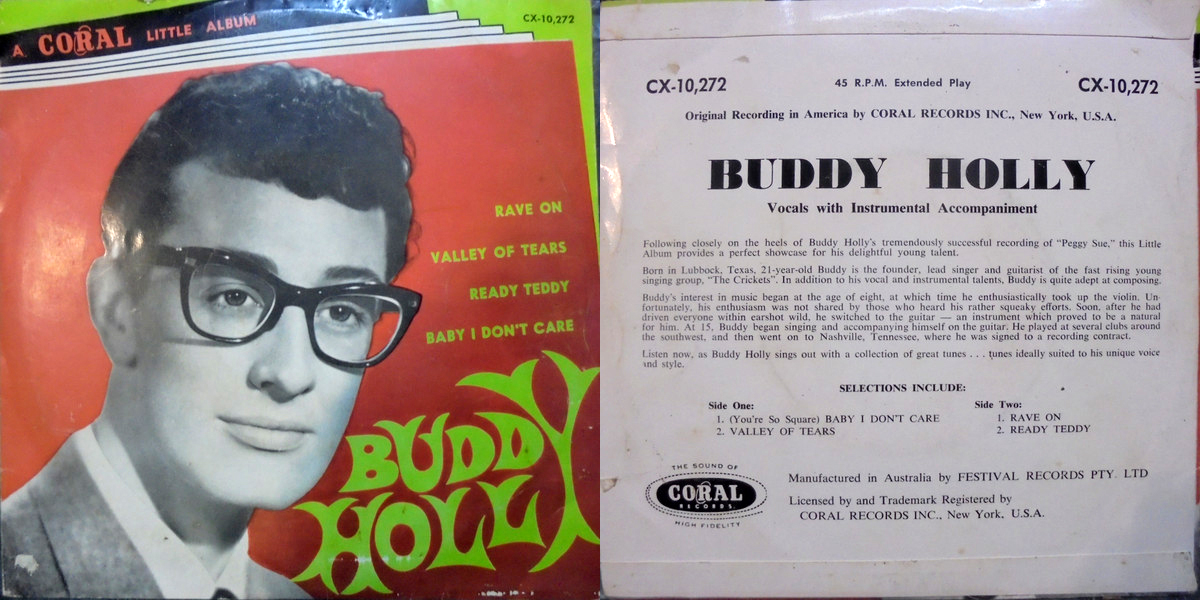 A CORAL LITTLE ALBUM
CX-10,272
RAVE ON
VALLEY OF TEARS
READY TEDDY
BABY I DON'T CARE
BUDDY
HOLLY
CX-10,272
45 R.P.M. Extended Play
CX-10,272
Original Recording in America by CORAL RECORDS INC., New York, U.S.A.
BUDDY HOLLY
Vocals with Instrumental Accompaniment
Following closely on the heels of Buddy Holly's tremendously successful recording of "Peggy Sue," this Little
Album provides a perfect showcase for his delightful young talent.
Born in Lubbock, Texas, 21-year-old Buddy is the founder, lead singer and guitarist of the fast rising young
singing group, "The Crickets". In addition to his vocal and instrumental talents, Buddy is quite adept at composing.
Buddy's interest in music began at the age of eight, at which time he enthusiastically took up the violin. Un-
fortunately, his enthusiasm was not shared by those who heard his rather squeaky efforts. Soon, after he had
driven everyone within earshot wild, he switched to the guitar — an instrument which proved to be a natural
for him. At 15, Buddy began singing and accompanying himself on the guitar. He played at several clubs around
the southwest, and then went on to Nashville, Tennessee, where he was signed to a recording contract.
Listen now, as Buddy Holly sings out with a collection of great tunes . . . tunes ideally suited to his unique voice
and style.
SELECTIONS INCLUDE:
Side One:
1. (You're So Square) BABY I DON'T CARE
2. VALLEY OF TEARS
Side Two:
1. RAVE ON
2. READY TEDDY
THE SOUND OF
CORAL
RECORDS
HIGH FIDELITY
Manufactured in Australia by FESTIVAL RECORDS PTY. LTD
Licensed by and Trademark Registered by
CORAL RECORDS INC., New York, U.S.A.